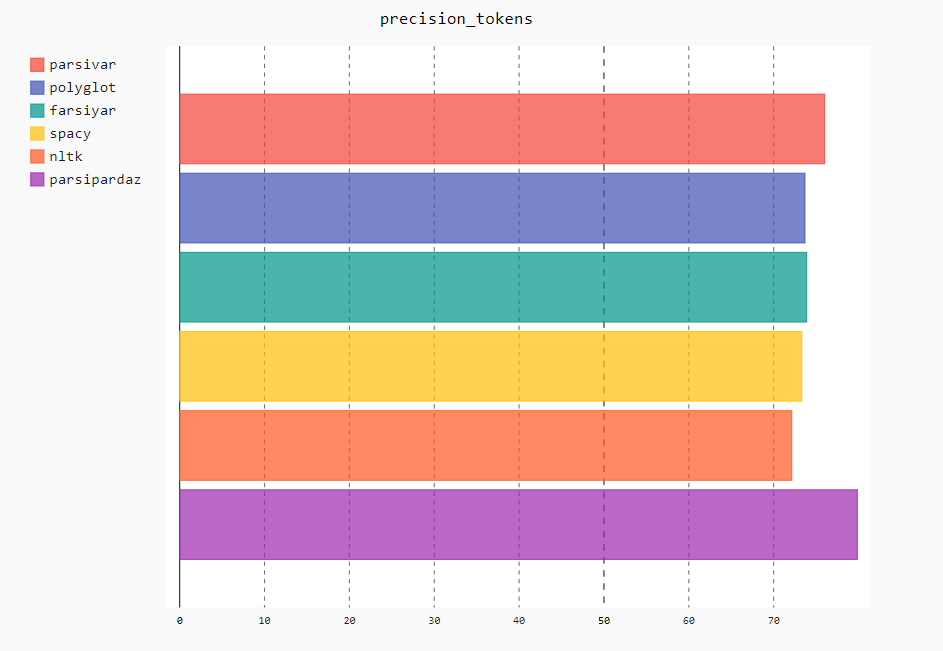 precision_tokens
parsivar
polyglot
farsiyar
spacy
nltk
parsipardaz
0 10 20 30 40 50 60 70